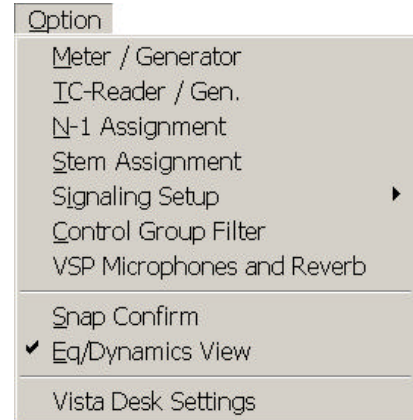 Option
Meter / Generator
TC-Reader / Gen.
N-1 Assignment
Stem Assignment
Signaling Setup
Control Group Filter
VSP Microphones and Reverb
Snap Confirm
Eq/Dynamics View
Vista Desk Settings